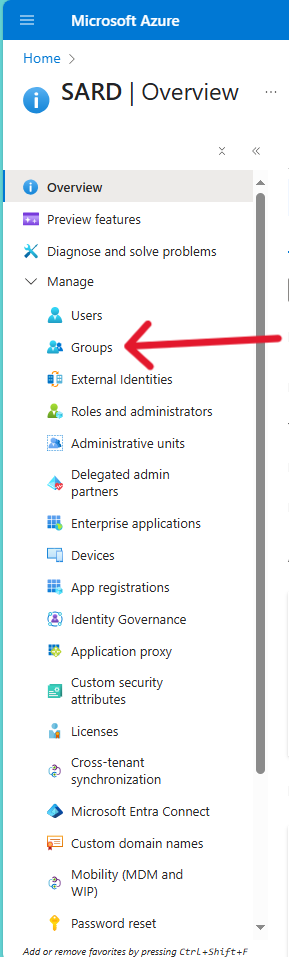 Microsoft Azure
Home
SARD | Overview
Overview
Preview features
Diagnose and solve problems
Manage
Users
Groups
External Identities
Roles and administrators
Administrative units
Delegated admin
partners
Enterprise applications
Devices
App registrations
Identity Governance
Application proxy
Custom security
attributes
Licenses
Cross-tenant
synchronization
Microsoft Entra Connect
Custom domain names
Mobility (MDM and
WIP)
Password reset
Add or remove favorites by pressing Ctrl+Shift+F